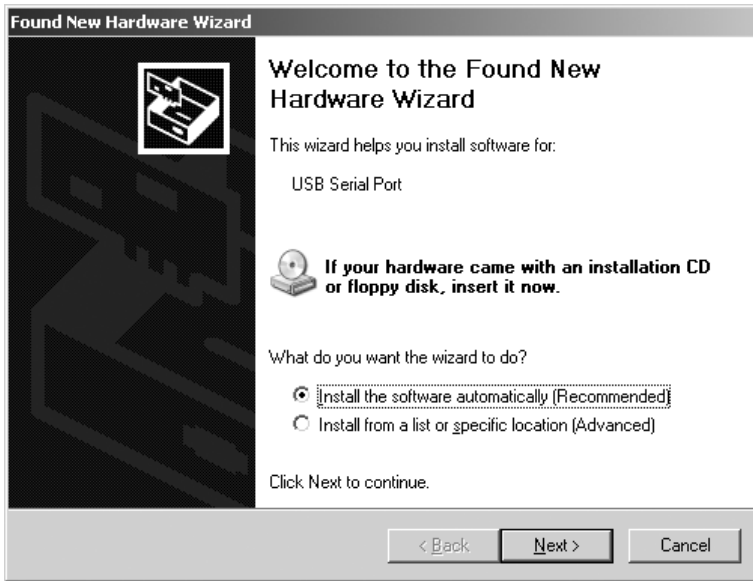 Found New Hardware Wizard
Welcome to the Found New
Hardware Wizard
This wizard helps you install software for:
USB Serial Port
If your hardware came with an installation CD
or floppy disk, insert it now.
What do you want the wizard to do?
Install the software automatically (Recommended)
Install from a list or specific location (Advanced)
Click Next to continue.
< Back Next > Cancel